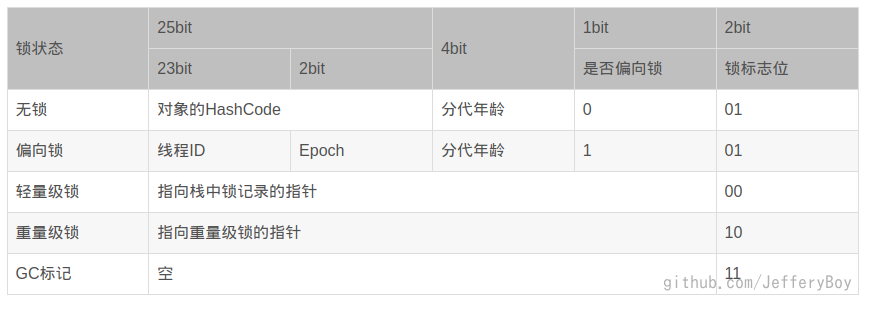 锁状态 25bit 4bit 1bit 2bit
23bit 2bit 是否偏向锁 锁标志位
无锁 对象的HashCode 分代年龄 0 01
偏向锁 线程ID Epoch 分代年龄 1 01
轻量级锁 指向栈中锁记录的指针 00
重量级锁 指向重量级锁的指针 10
GC标记 空 11
github.com/JefferyBoy